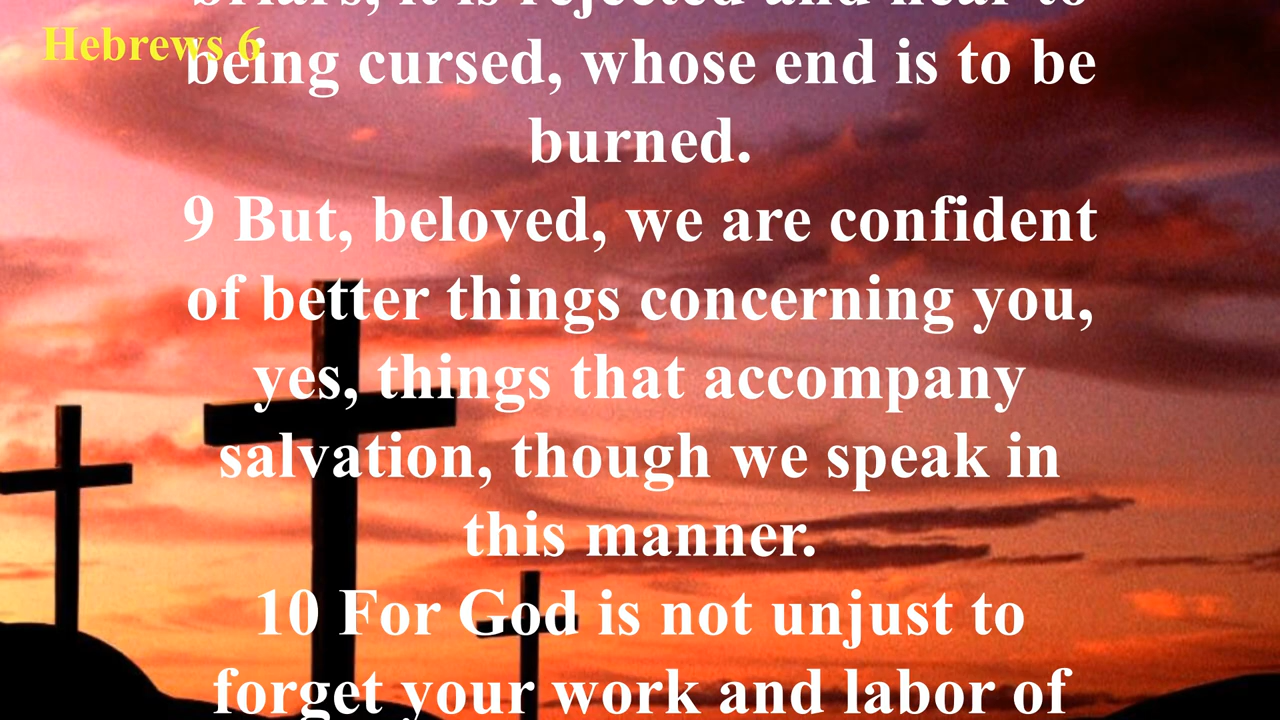 briars, it is rejected and near to
Hebrews 6
being cursed, whose end is to be
burned.
9 But, beloved, we are confident
of better things concerning you,
yes, things that accompany
salvation, though we speak in
this manner.
10 For God is not unjust to
forget your work and labor of